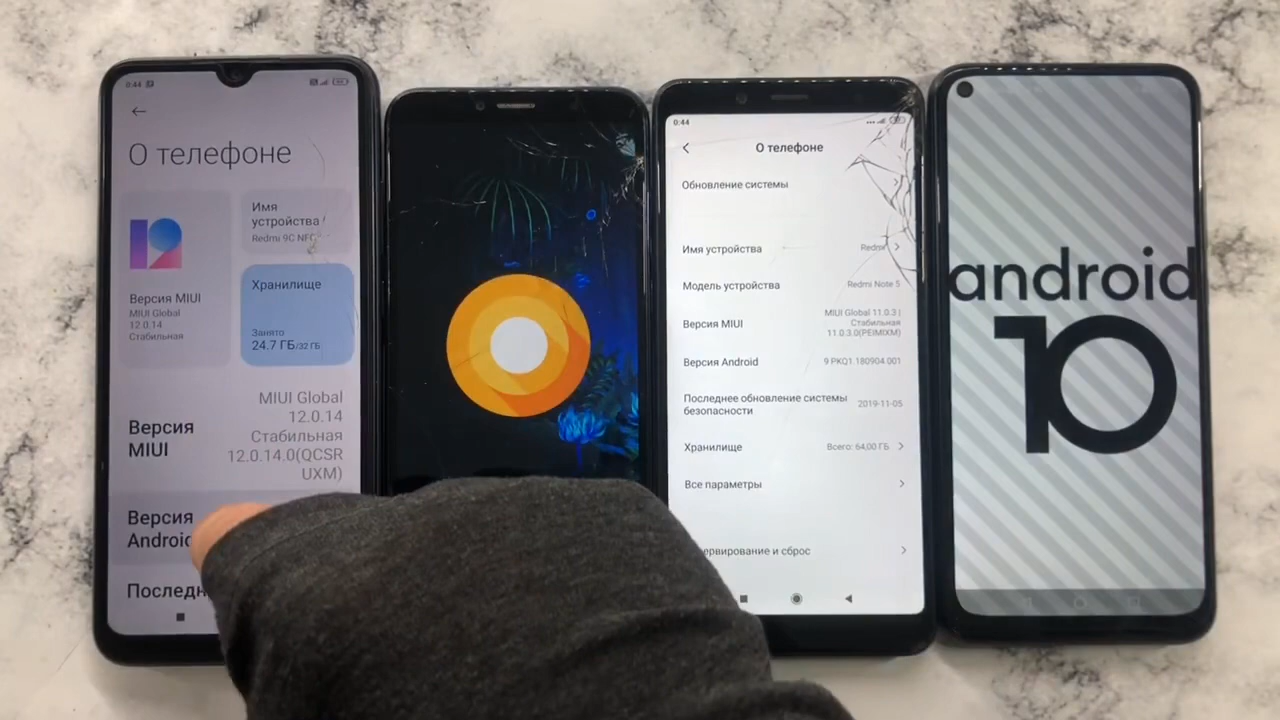 0:44
О телефоне
Имя
устройства
Redmi 9C NFC
Версия MIUI
MIUI Global
12.0.14
Стабильная
Хранилище
Занято
24.7 ГБ/32 ГБ
Версия
MIUI
MIUI Global
12.0.14
Стабильная
12.0.14.0(QCSR
UXM)
Версия
Android
Последн
0:44
О телефоне
Обновление системы
Имя устройства
Redmi
Модель устройства
Redmi Note 5
Версия MIUI
MIUI Global 11.0.3 |
Стабильная
11.0.3.0(PEIMIXM)
Версия Android
9 PKQ1.180904.001
Последнее обновление системы
безопасности
2019-11-05
Хранилище
Всего: 64,00 ГБ
Все параметры
ервирование и сброс
android
10